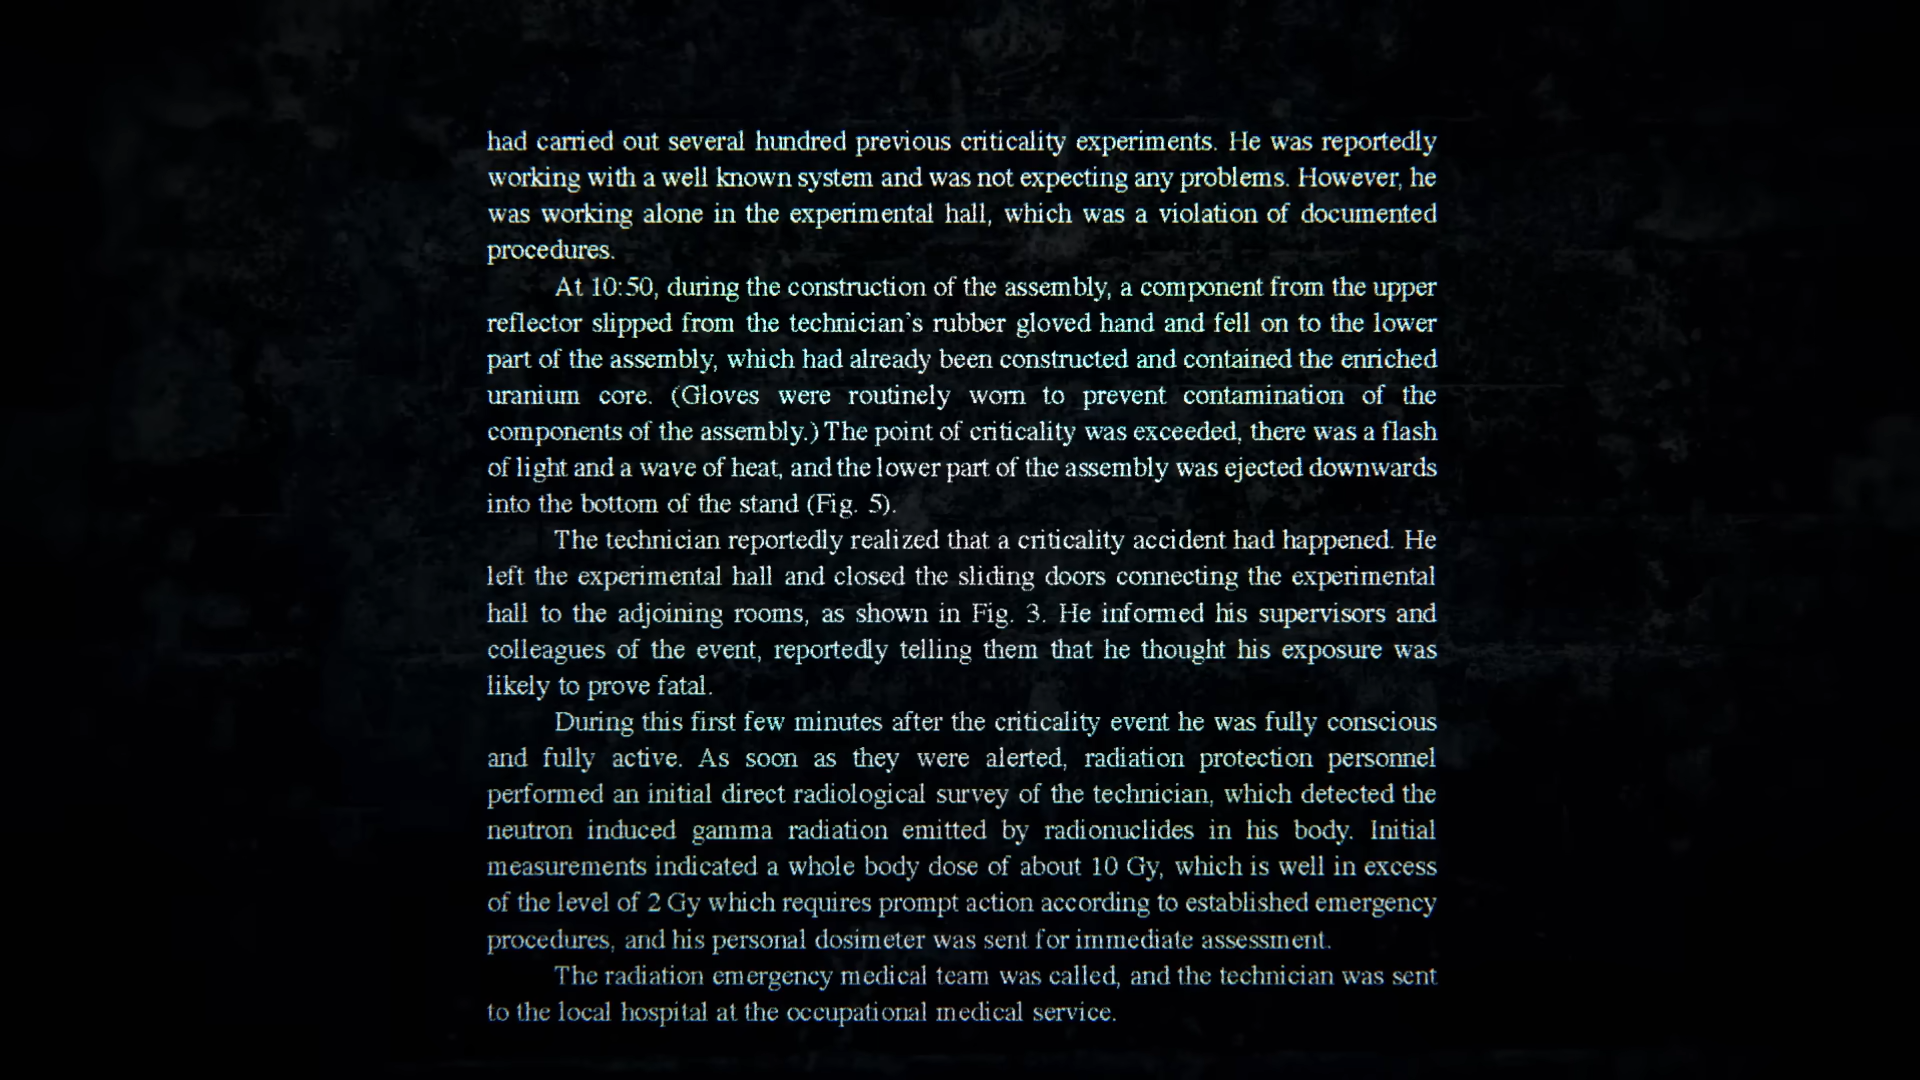 had carried out several hundred previous criticality experiments. He was reportedly
working with a well known system and was not expecting any problems. However, he
was working alone in the experimental hall, which was a violation of documented
procedures.
At 10:50, during the construction of the assembly, a component from the upper
reflector slipped from the technician's rubber gloved hand and fell on to the lower
part of the assembly, which had already been constructed and contained the enriched
uranium core. (Gloves were routinely worn to prevent contamination of the
components of the assembly.) The point of criticality was exceeded, there was a flash
of light and a wave of heat, and the lower part of the assembly was ejected downwards
into the bottom of the stand (Fig. 5).
The technician reportedly realized that a criticality accident had happened. He
left the experimental hall and closed the sliding doors connecting the experimental
hall to the adjoining rooms, as shown in Fig. 3. He informed his supervisors and
colleagues of the event, reportedly telling them that he thought his exposure was
likely to prove fatal.
During this first few minutes after the criticality event he was fully conscious
and fully active. As soon as they were alerted, radiation protection personnel
performed an initial direct radiological survey of the technician, which detected the
neutron induced gamma radiation emitted by radionuclides in his body. Initial
measurements indicated a whole body dose of about 10 Gy, which is well in excess
of the level of 2 Gy which requires prompt action according to established emergency
procedures, and his personal dosimeter was sent for immediate assessment.
The radiation emergency medical team was called, and the technician was sent
to the local hospital at the occupational medical service.